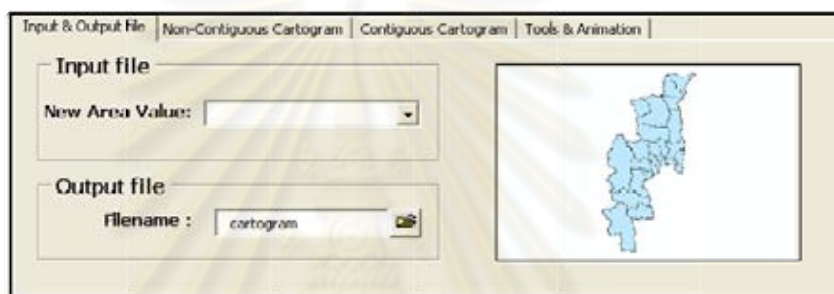 Input & Output file Non-Contiguous Cartogram Contiguous Cartogram Tools & Animation
Input file
New Area Value:
Output file
Filename : cartogram